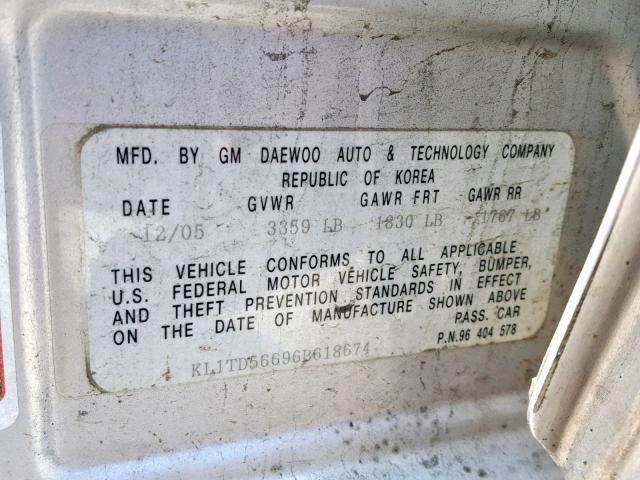 MFD. BY GM DAEWOO AUTO & TECHNOLOGY COMPANY
REPUBLIC OF KOREA
DATE GVWR GAWR FRT GAWR RR
12/05 3359 LB 1830 LB 1767 LB
THIS VEHICLE CONFORMS TO ALL APPLICABLE
U.S. FEDERAL MOTOR VEHICLE SAFETY, BUMPER,
AND THEFT PREVENTION STANDARDS IN EFFECT
ON THE DATE OF MANUFACTURE SHOWN ABOVE
PASS. CAR
P.N.96 404 578
KL1TD56696B618674